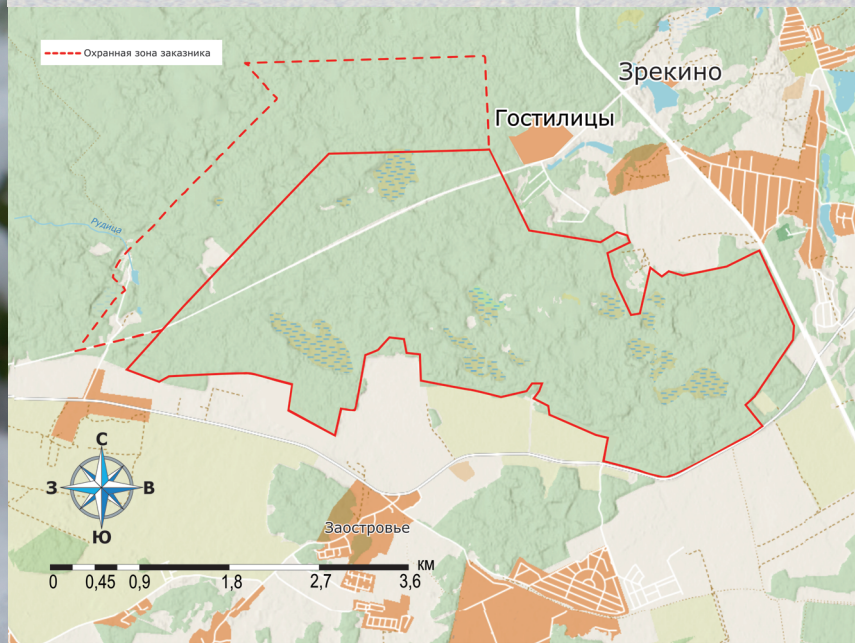 Охранная зона заказника
Зрекино
Гостилицы
Рудица
С
З
В
Ю
Заостровье
км
0 0,45 0,9 1,8 2,7 3,6